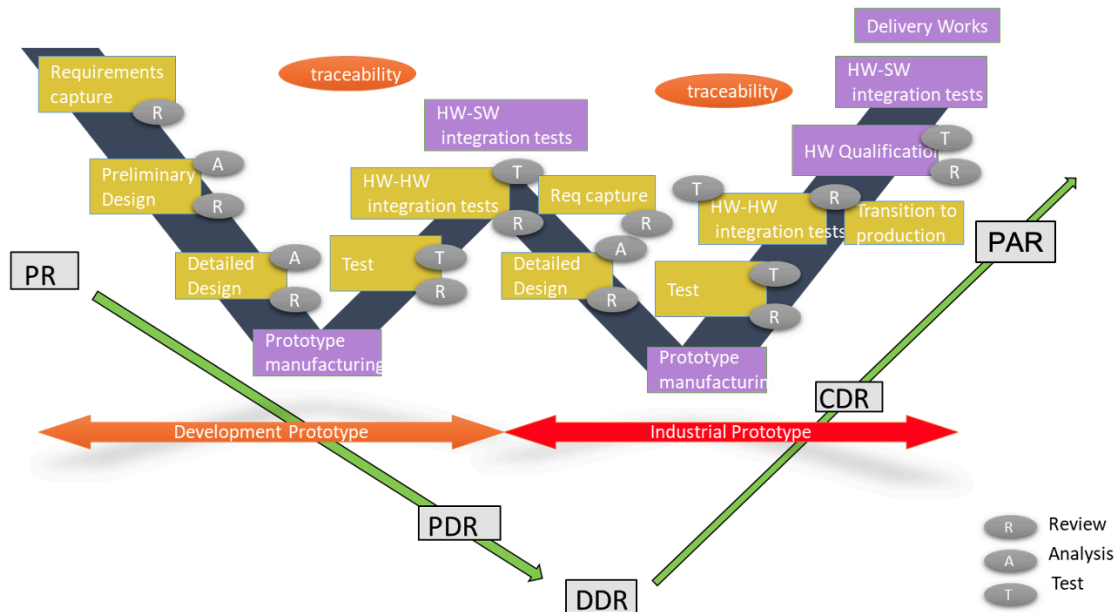 Delivery Works
Requirements
capture
R
traceability
traceability
HW-SW
integration tests
HW-SW
integration tests
Preliminary
Design
A
R
HW-HW
integration tests
T
R
Req capture
R
T
HW-HW
integration tests
R
HW Qualification
T
R
Transition to
production
PR
Detailed
Design
A
R
Test
T
R
Detailed
Design
A
R
Test
T
R
PAR
Prototype
manufacturing
Prototype
manufacturing
CDR
Development Prototype
Industrial Prototype
PDR
DDR
R
Review
A
Analysis
T
Test